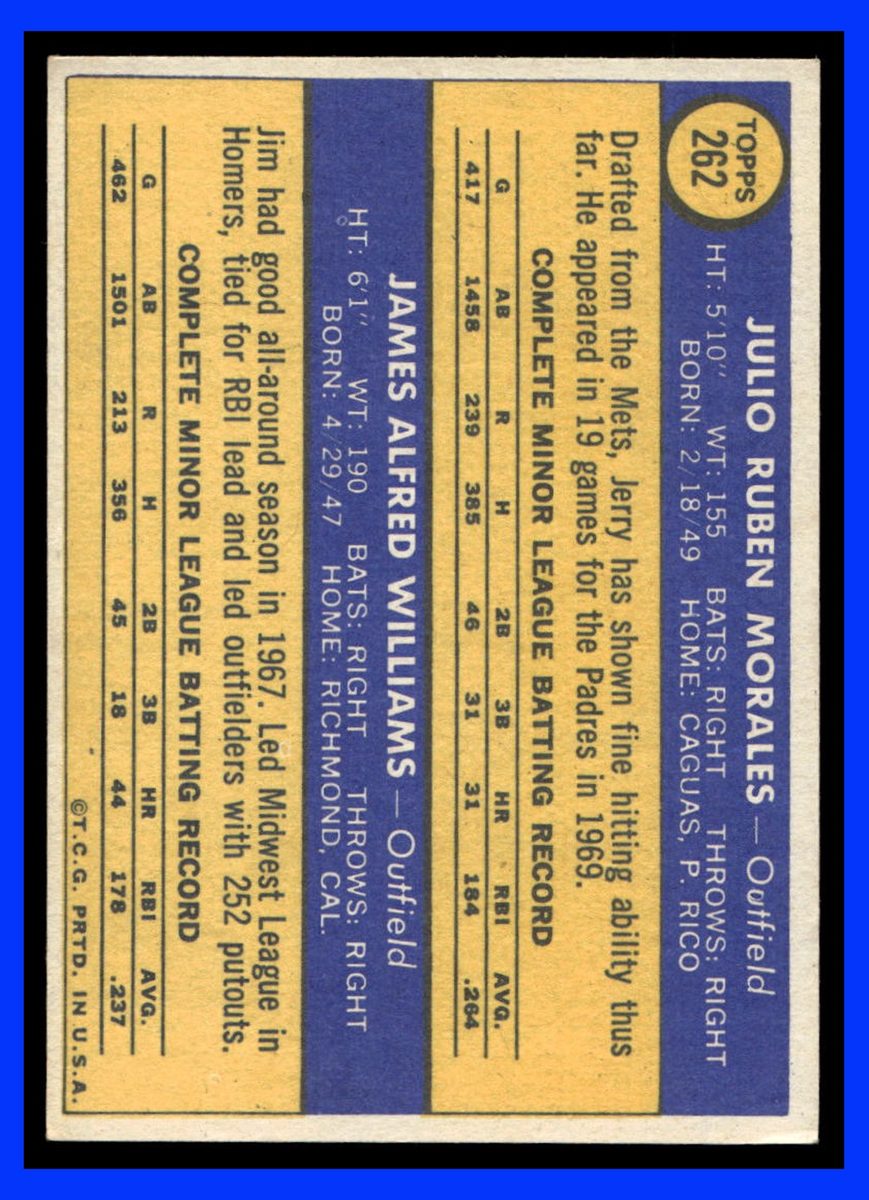 TOPPS
262
JULIO RUBEN MORALES — Outfield
HT: 5'10" WT: 155 BATS: RIGHT THROWS: RIGHT
BORN: 2/18/49 HOME: CAGUAS, P. RICO
Drafted from the Mets, Jerry has shown fine hitting ability thus
far. He appeared in 19 games for the Padres in 1969.
COMPLETE MINOR LEAGUE BATTING RECORD
G AB R H 2B 3B HR RBI AVG.
417 1458 239 385 46 31 31 184 .264
JAMES ALFRED WILLIAMS — Outfield
HT: 6'1" WT: 190 BATS: RIGHT THROWS: RIGHT
BORN: 4/29/47 HOME: RICHMOND, CAL.
Jim had good all-around season in 1967. Led Midwest League in
Homers, tied for RBI lead and led outfielders with 252 putouts.
COMPLETE MINOR LEAGUE BATTING RECORD
G AB R H 2B 3B HR RBI AVG.
462 1501 213 356 45 18 44 178 .237
©T.C.G. PRTD. IN U.S.A.